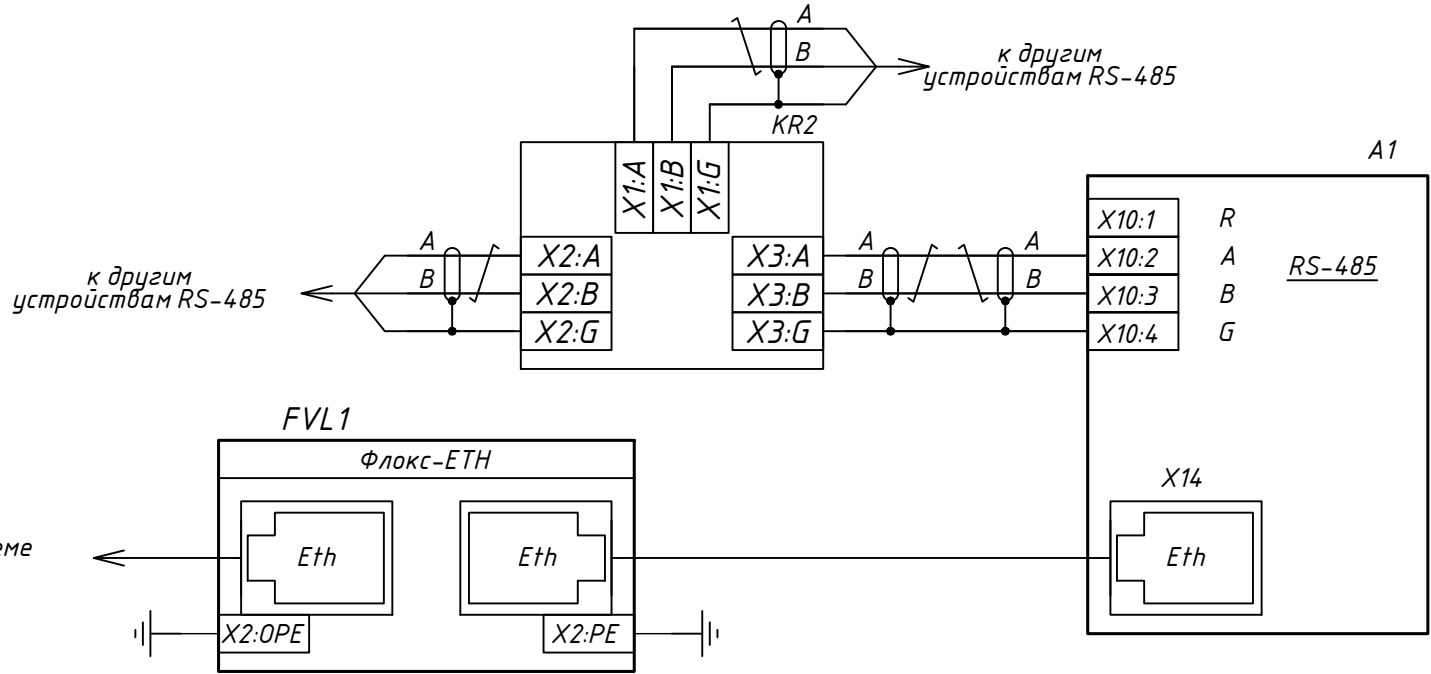 A
B
к другим
устройствам RS-485
KR2
A1
X1:A
X1:B
X1:G
X10:1 R
A X2:A X3:A A A X10:2 A RS-485
к другим
устройствам RS-485
B X2:B X3:B B B X10:3 B
X2:G X3:G X10:4 G
FVL1
Флокс-ETH
X14
еме
Eth Eth Eth
X2:OPE X2:PE